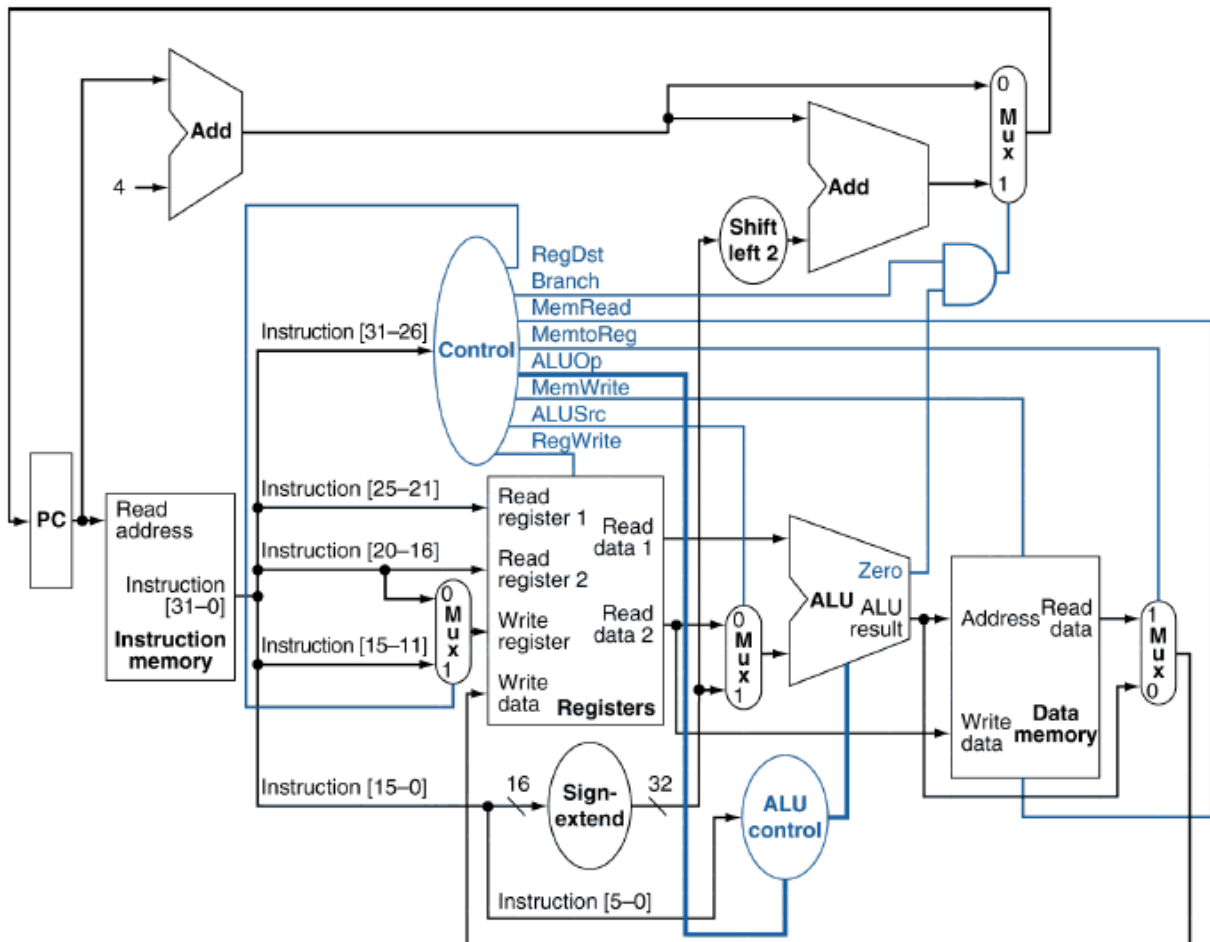 Add
4
0
Mux
1
Add
Shift
left 2
RegDst
Branch
MemRead
MemtoReg
ALUOp
MemWrite
ALUSrc
RegWrite
Control
Instruction [31–26]
Instruction [25–21]
Instruction [20–16]
Instruction [15–11]
Instruction [15–0]
Instruction [5–0]
PC
Read
address
Instruction
[31–0]
Instruction
memory
0
Mux
1
Read
register 1
Read
register 2
Write
register
Write
data
Read
data 1
Read
data 2
Registers
0
Mux
1
Zero
ALU
ALU
result
Address
Read
data
Write
data
Data
memory
1
Mux
0
16
Sign-
extend
32
ALU
control